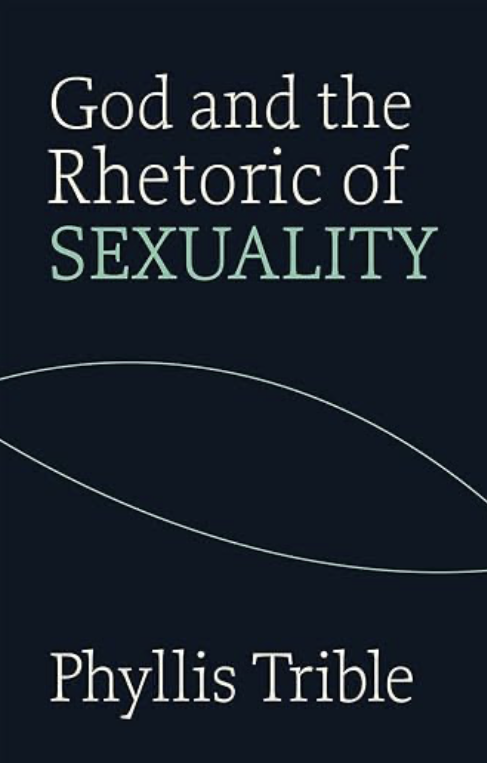 God and the
Rhetoric of
SEXUALITY
Phyllis Trible